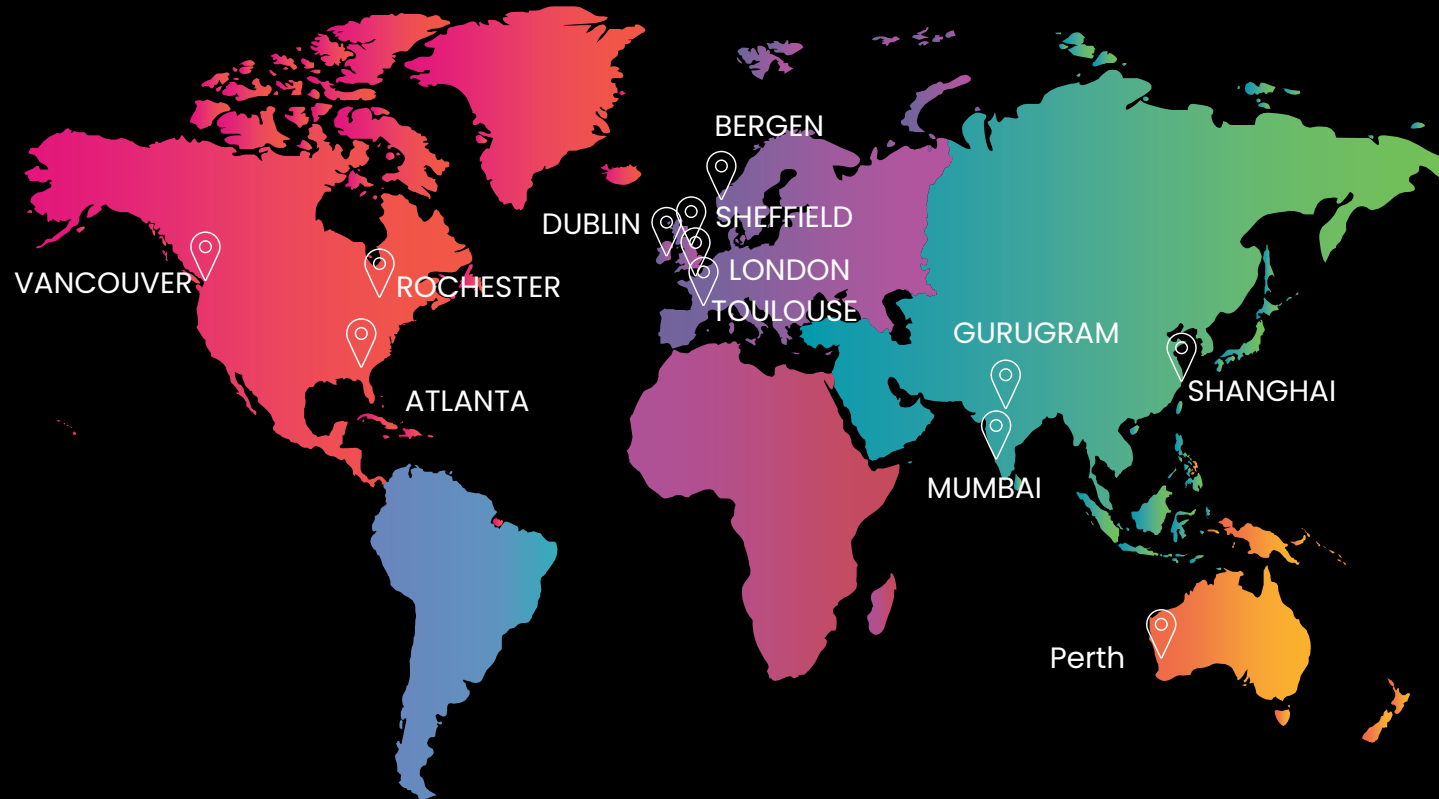 BERGEN
DUBLIN
SHEFFIELD
LONDON
VANCOUVER
ROCHESTER
TOULOUSE
GURUGRAM
SHANGHAI
ATLANTA
MUMBAI
Perth